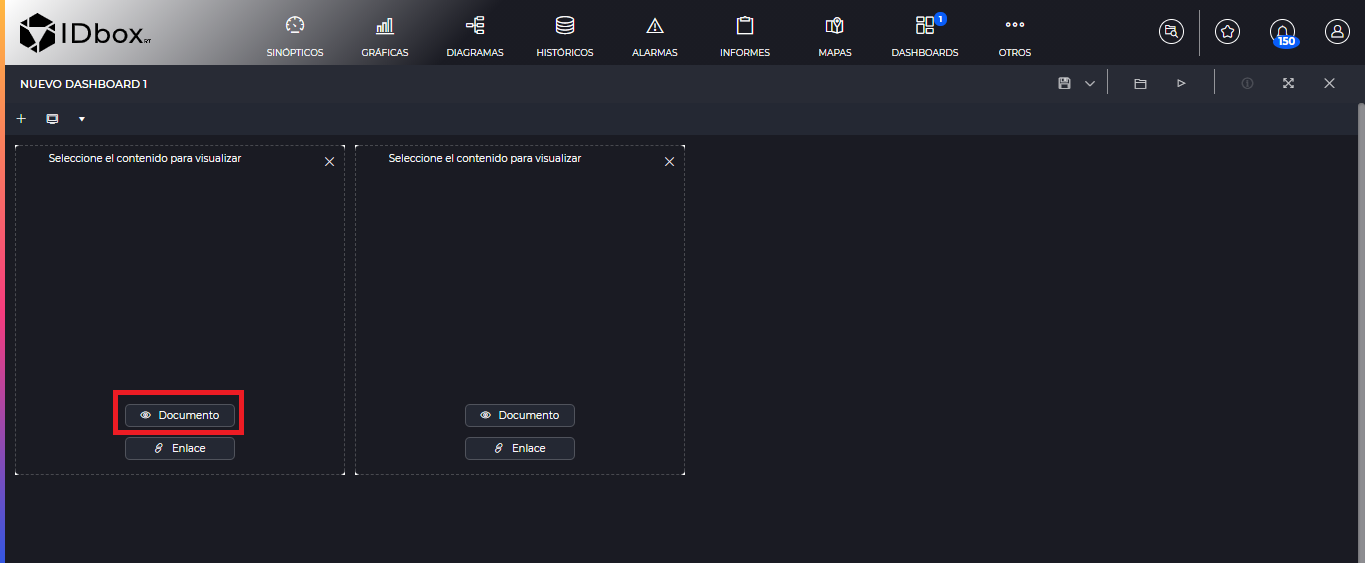 IDbox RT
SINÓPTICOS
GRÁFICAS
DIAGRAMAS
HISTÓRICOS
ALARMAS
INFORMES
MAPAS
1
DASHBOARDS
OTROS
150
NUEVO DASHBOARD 1
Seleccione el contenido para visualizar
Documento
Enlace
Seleccione el contenido para visualizar
Documento
Enlace